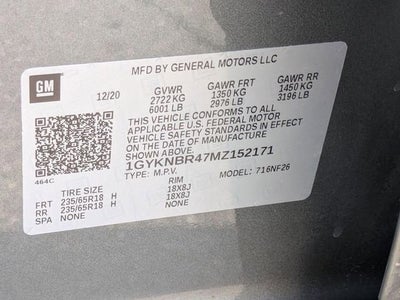 GM
MFD BY GENERAL MOTORS LLC
12/20 GVWR GAWR FRT GAWR RR
2722 KG 1350 KG 1450 KG
6001 LB 2976 LB 3196 LB
THIS VEHICLE CONFORMS TO ALL
APPLICABLE U.S. FEDERAL MOTOR
VEHICLE SAFETY STANDARDS IN EFFECT
ON THE DATE OF MANUFACTURE
SHOWN ABOVE.
1GYKNBR47MZ152171
464C TYPE: M.P.V. MODEL: 716NF26
TIRE SIZE RIM
FRT 235/65R18 H 18X8J
RR 235/65R18 H 18X8J
SPA NONE NONE